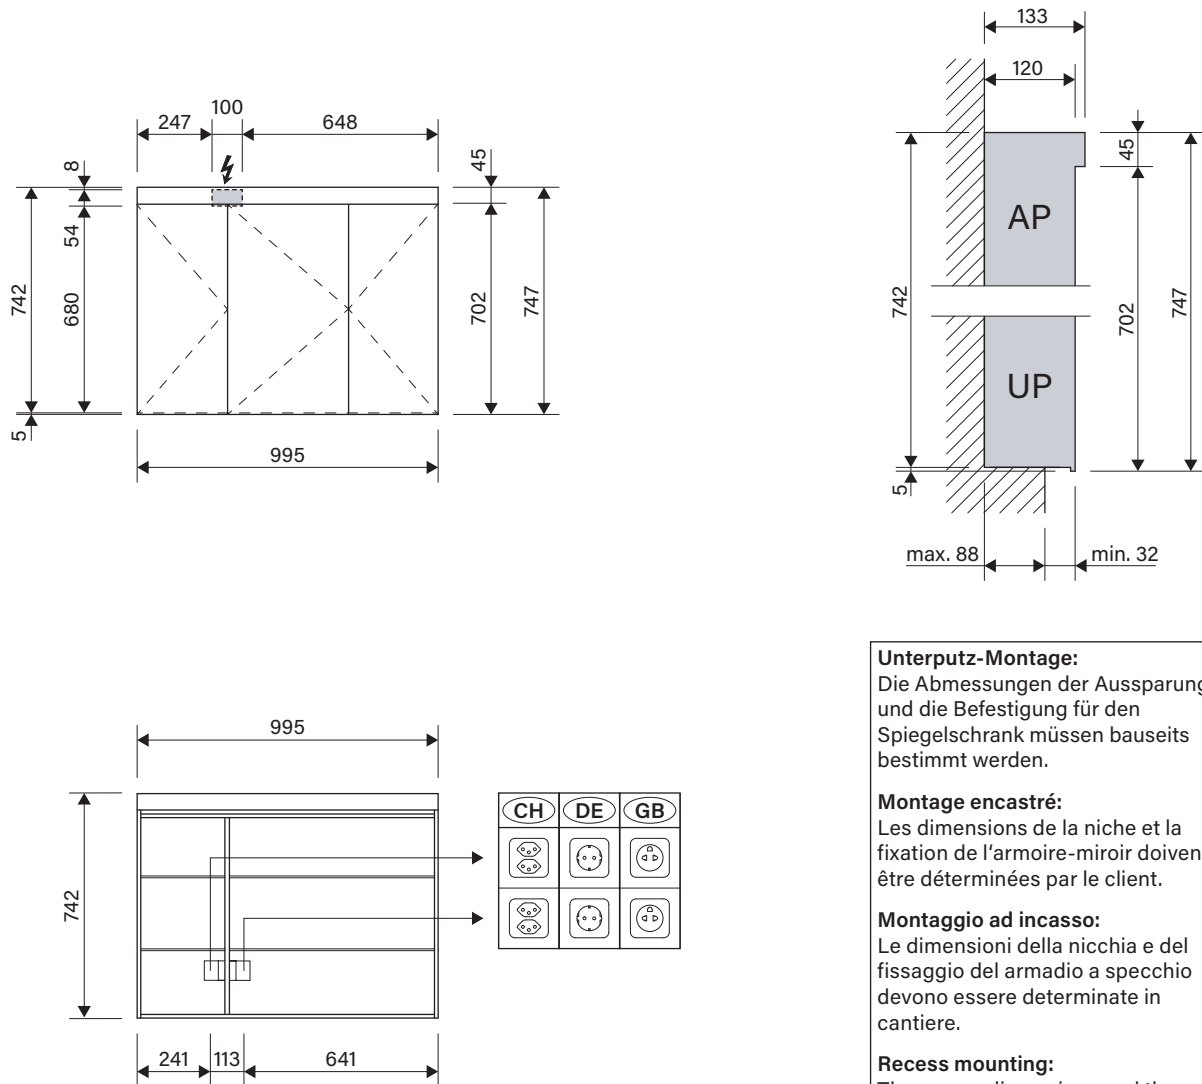 133
120
100
247
648
8
45
45
54
742
680
702
747
742
AP
702
747
UP
5
995
5
max. 88
min. 32
995
CH DE GB
742
241
113
641
Unterputz-Montage:
Die Abmessungen der Aussparung
und die Befestigung für den
Spiegelschrank müssen bauseits
bestimmt werden.
Montage encastré:
Les dimensions de la niche et la
fixation de l‘armoire-miroir doiven
être déterminées par le client.
Montaggio ad incasso:
Le dimensioni della nicchia e del
fissaggio del armadio a specchio
devono essere determinate in
cantiere.
Recess mounting: